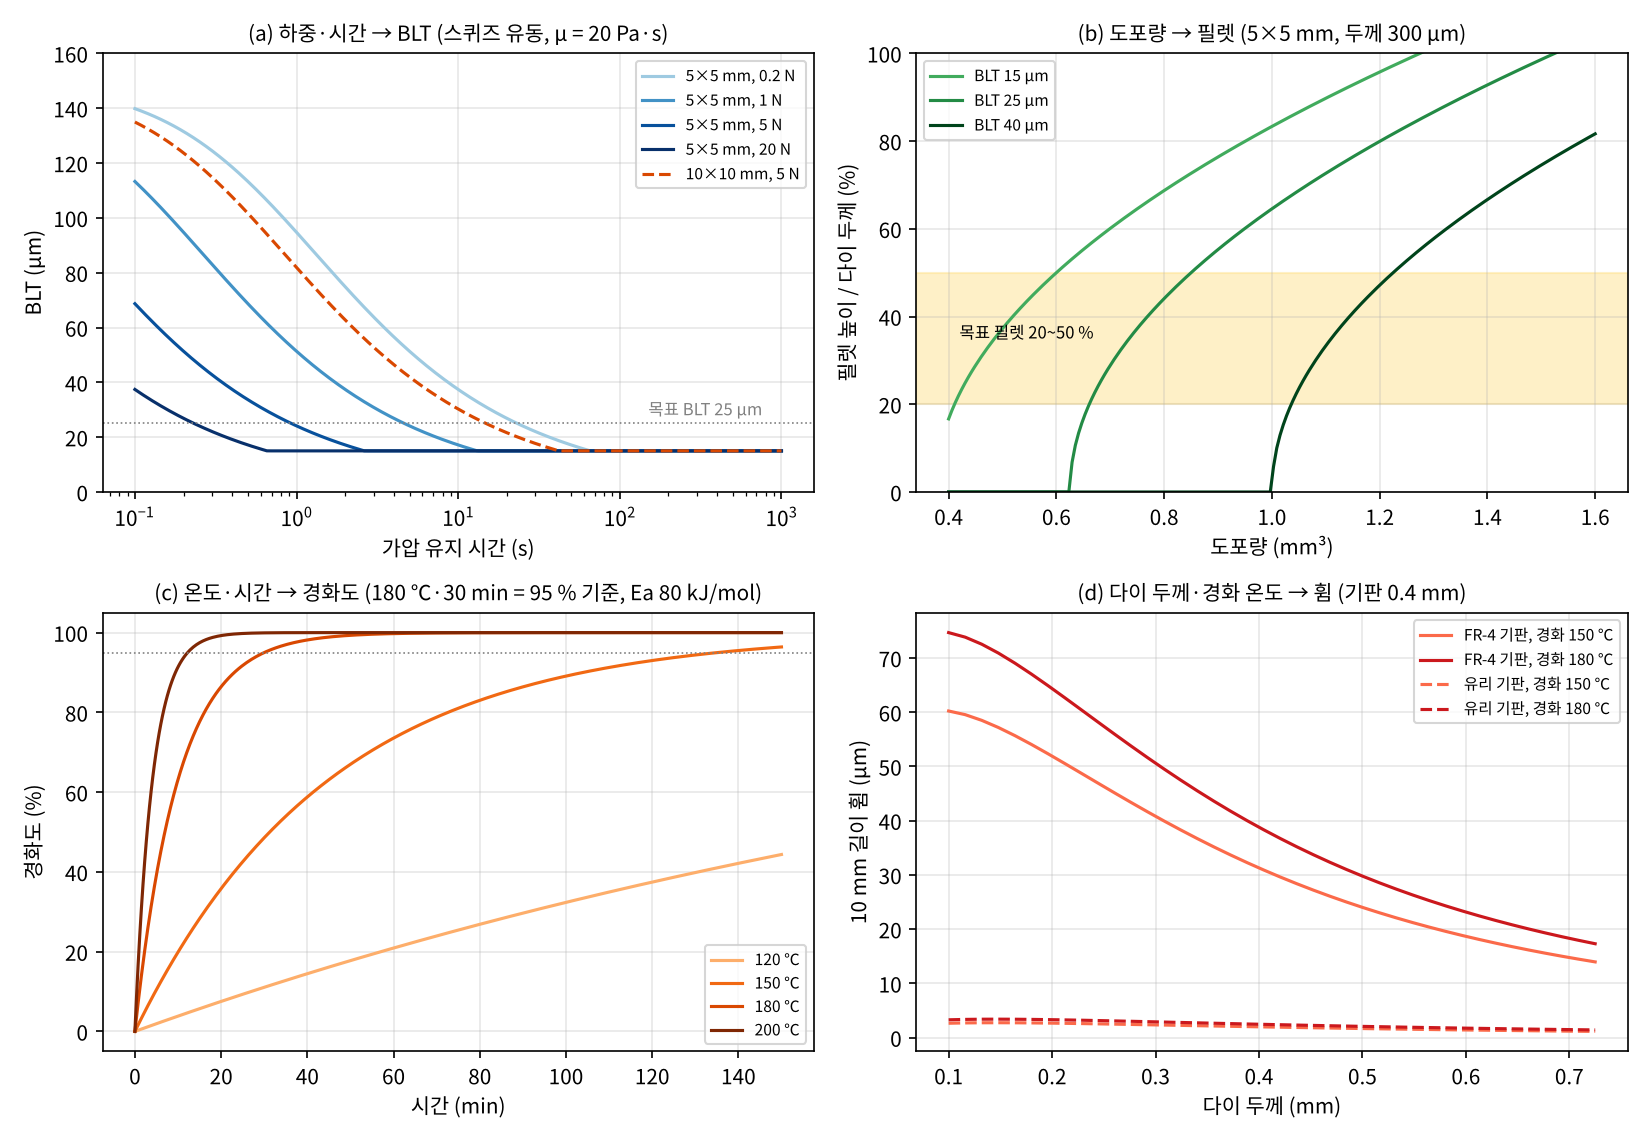 (a) 하중·시간 → BLT (스퀴즈 유동, μ = 20 Pa·s)
BLT (μm)
160
140
120
100
80
60
40
20
0
5×5 mm, 0.2 N
5×5 mm, 1 N
5×5 mm, 5 N
5×5 mm, 20 N
10×10 mm, 5 N
목표 BLT 25 μm
10⁻¹ 10⁰ 10¹ 10² 10³
가압 유지 시간 (s)
(b) 도포량 → 필렛 (5×5 mm, 두께 300 μm)
필렛 높이 / 다이 두께 (%)
100
80
60
40
20
0
BLT 15 μm
BLT 25 μm
BLT 40 μm
목표 필렛 20~50 %
0.4 0.6 0.8 1.0 1.2 1.4 1.6
도포량 (mm³)
(c) 온도·시간 → 경화도 (180 °C·30 min = 95 % 기준, Ea 80 kJ/mol)
경화도 (%)
100
80
60
40
20
0
120 °C
150 °C
180 °C
200 °C
0 20 40 60 80 100 120 140
시간 (min)
(d) 다이 두께·경화 온도 → 휨 (기판 0.4 mm)
10 mm 길이 휨 (μm)
70
60
50
40
30
20
10
0
FR-4 기판, 경화 150 °C
FR-4 기판, 경화 180 °C
유리 기판, 경화 150 °C
유리 기판, 경화 180 °C
0.1 0.2 0.3 0.4 0.5 0.6 0.7
다이 두께 (mm)